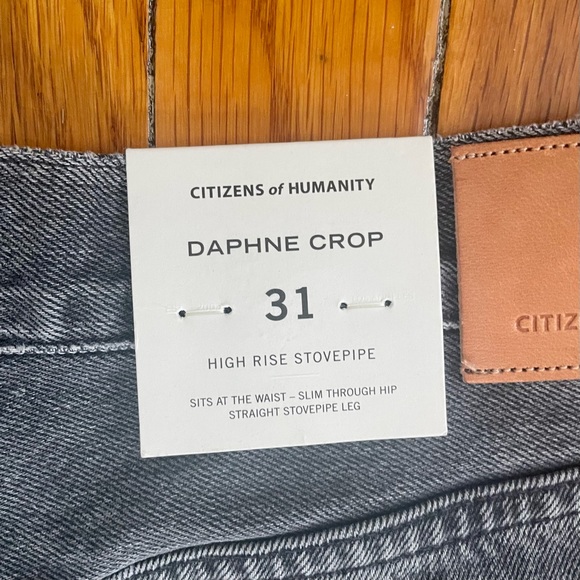 CITIZENS of HUMANITY
DAPHNE CROP
31
HIGH RISE STOVEPIPE
SITS AT THE WAIST – SLIM THROUGH HIP
STRAIGHT STOVEPIPE LEG
CITIZ